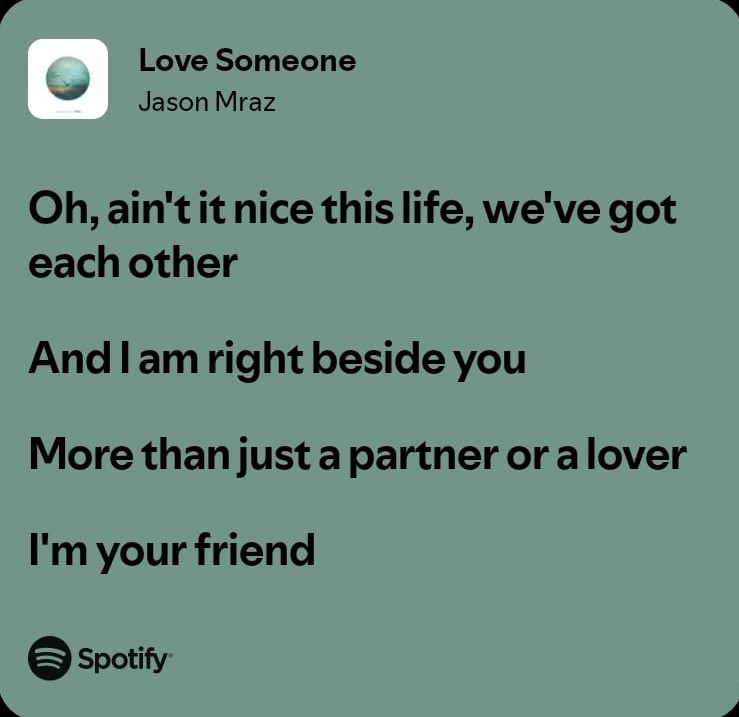 Love Someone
Jason Mraz
Oh, ain't it nice this life, we've got
each other
And I am right beside you
More than just a partner or a lover
I'm your friend
Spotify